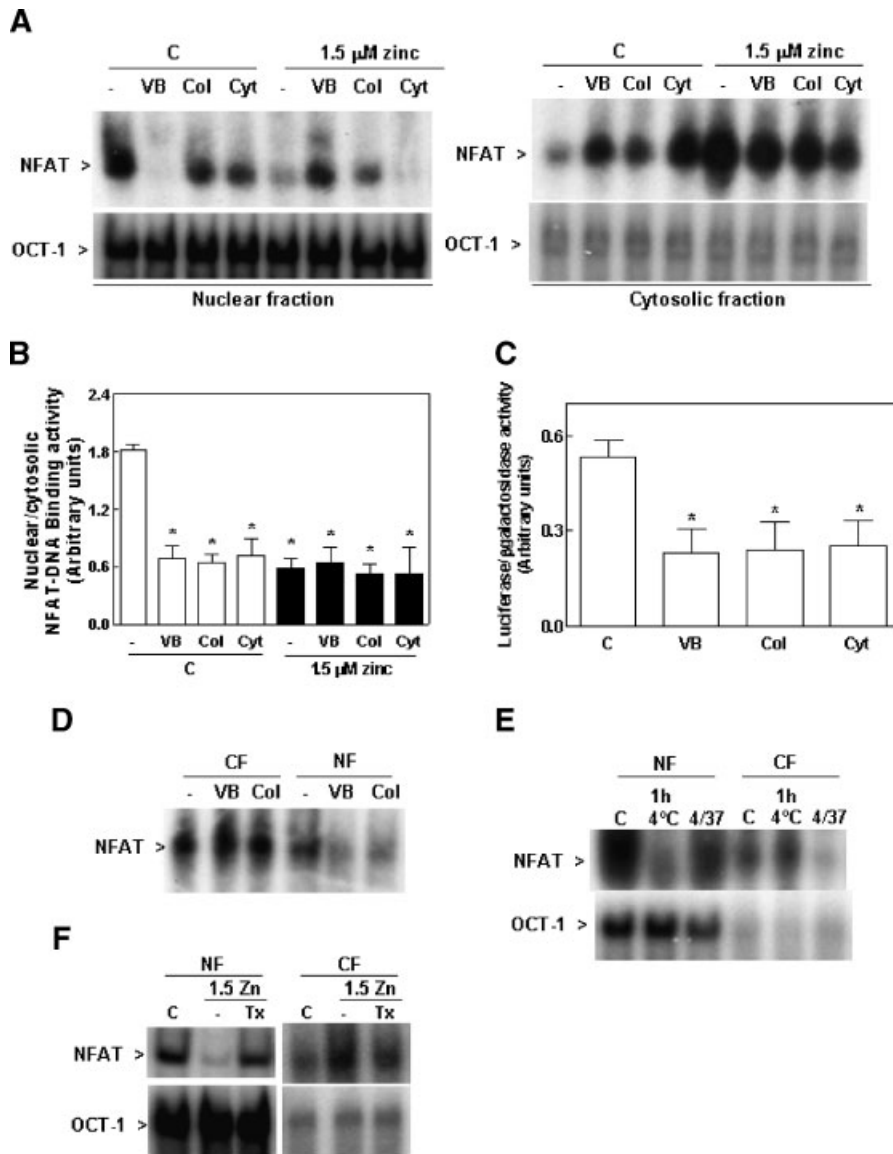 A
C 1.5 µM zinc
- VB Col Cyt - VB Col Cyt
NFAT >
OCT-1 >
Nuclear fraction
C 1.5 µM zinc
- VB Col Cyt - VB Col Cyt
NFAT >
OCT-1 >
Cytosolic fraction
B
Nuclear/cytosolic
NFAT-DNA Binding activity
(Arbitrary units)
2.4
1.8
1.2
0.6
0.0
* * * * * * *
- VB Col Cyt - VB Col Cyt
C 1.5 µM zinc
C
Luciferase/βgalactosidase activity
(Arbitrary units)
0.6
0.3
0.0
* * *
C VB Col Cyt
D
CF NF
- VB Col - VB Col
NFAT >
E
NF CF
1h 1h
C 4°C 4/37 C 4°C 4/37
NFAT >
OCT-1 >
F
NF CF
1.5 Zn 1.5 Zn
C - Tx C - Tx
NFAT >
OCT-1 >